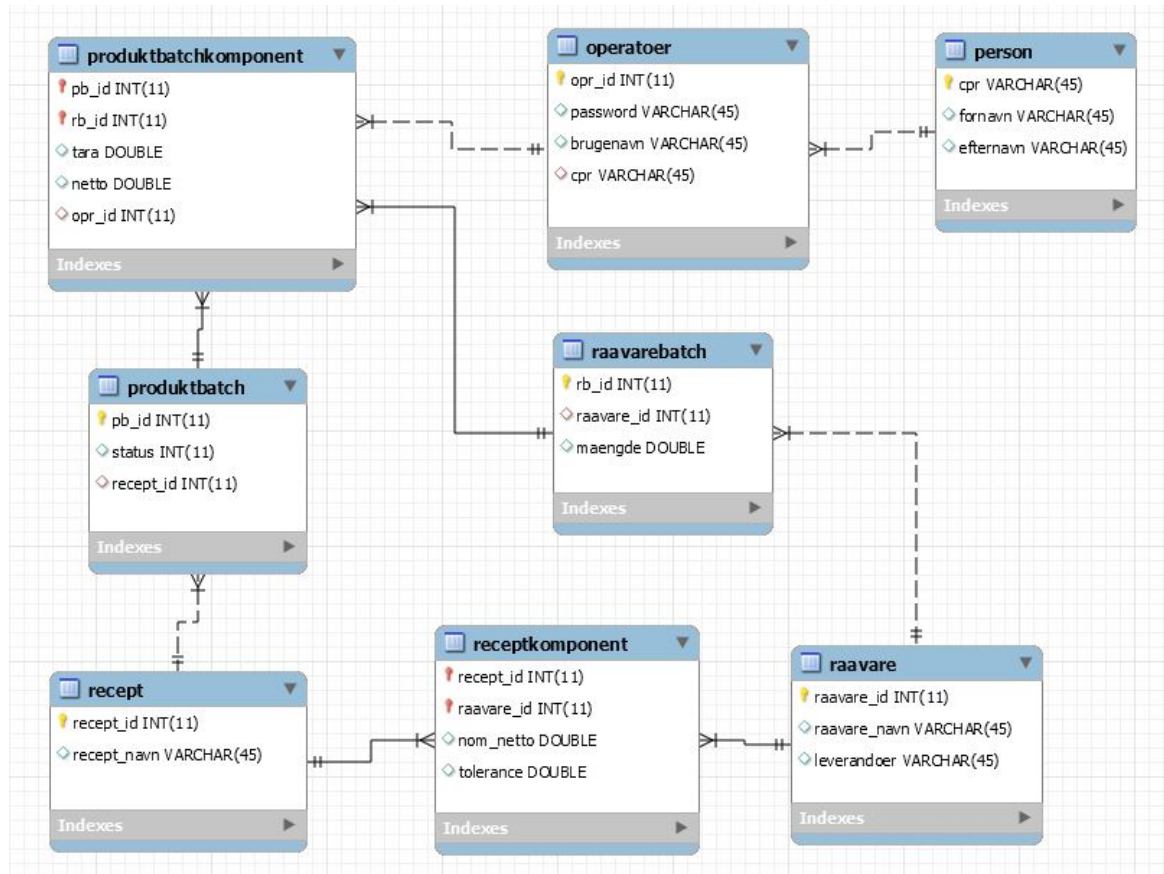 produktbatchkomponent
pb_id INT(11)
rb_id INT(11)
tara DOUBLE
netto DOUBLE
opr_id INT(11)
Indexes
operatoer
opr_id INT(11)
password VARCHAR(45)
brugenavn VARCHAR(45)
cpr VARCHAR(45)
Indexes
person
cpr VARCHAR(45)
fornavn VARCHAR(45)
efternavn VARCHAR(45)
Indexes
produktbatch
pb_id INT(11)
status INT(11)
recept_id INT(11)
Indexes
raavarebatch
rb_id INT(11)
raavare_id INT(11)
maengde DOUBLE
Indexes
recept
recept_id INT(11)
recept_navn VARCHAR(45)
Indexes
receptkomponent
recept_id INT(11)
raavare_id INT(11)
nom_netto DOUBLE
tolerance DOUBLE
Indexes
raavare
raavare_id INT(11)
raavare_navn VARCHAR(45)
leverandoer VARCHAR(45)
Indexes